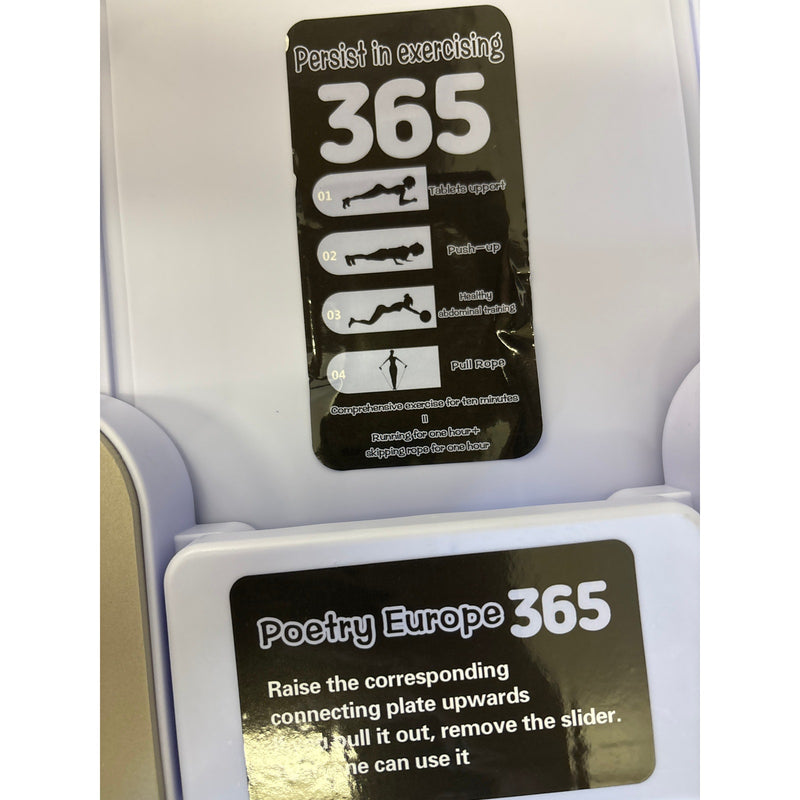 Persist in exercising
365
01 Tablets upport
02 Push-up
03 Healthy
abdominal training
04 Pull Rope
Comprehensive exercise for ten minutes
=
Running for one hour+
skipping rope for one hour
Poetry Europe 365
Raise the corresponding
connecting plate upwards
pull it out, remove the slider.
can use it